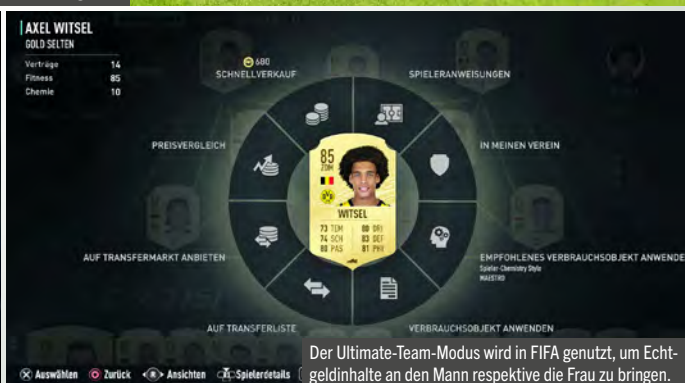 AXEL WITSEL
GOLD SELTEN
Verträge 14
Fitness 85
Chemie 10
680
SCHNELLVERKAUF
SPIELERANWEISUNGEN
PREISVERGLEICH
IN MEINEN VEREIN
85
ZDM
WITSEL
73 TEM 80 DRI
74 SCH 83 DEF
80 PAS 81 PHY
AUF TRANSFERMARKT ANBIETEN
EMPFOHLENES VERBRAUCHSOBJEKT ANWENDE
Spieler-Chemistry Style
MAESTRO
AUF TRANSFERLISTE
VERBRAUCHSOBJEKT ANWENDEN
Auswählen Zurück Ansichten Spielerdetails
Der Ultimate-Team-Modus wird in FIFA genutzt, um Echt-
geldinhalte an den Mann respektive die Frau zu bringen.